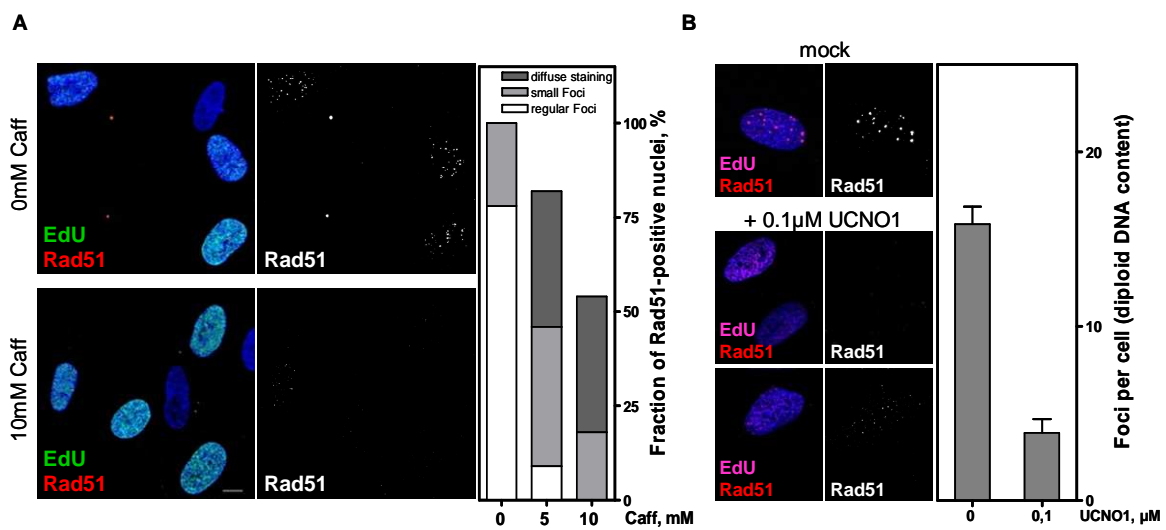 A
0mM Caff
EdU
Rad51
Rad51
10mM Caff
EdU
Rad51
Rad51
diffuse staining
small Foci
regular Foci
100
75
50
25
0
Fraction of Rad51-positive nuclei, %
0 5 10 Caff, mM
B
mock
EdU
Rad51
Rad51
+ 0.1µM UCNO1
EdU
Rad51
Rad51
EdU
Rad51
Rad51
20
10
0
Foci per cell (diploid DNA content)
0 0,1 UCNO1, µM